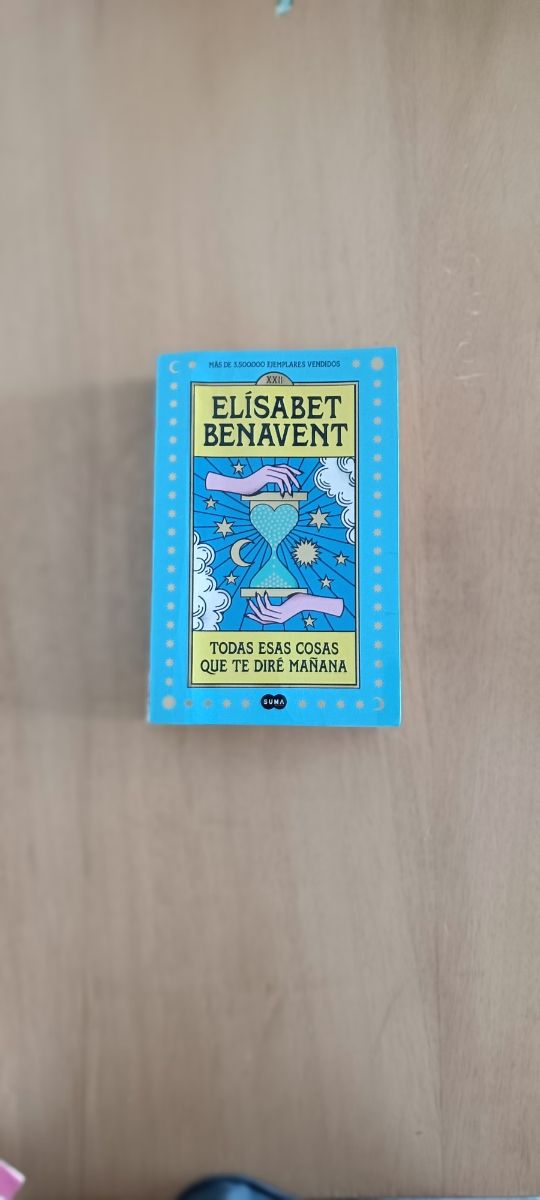 MÁS DE 3.500.000 EJEMPLARES VENDIDOS
XXII
ELÍSABET
BENAVENT
TODAS ESAS COSAS
QUE TE DIRÉ MAÑANA
SUMA